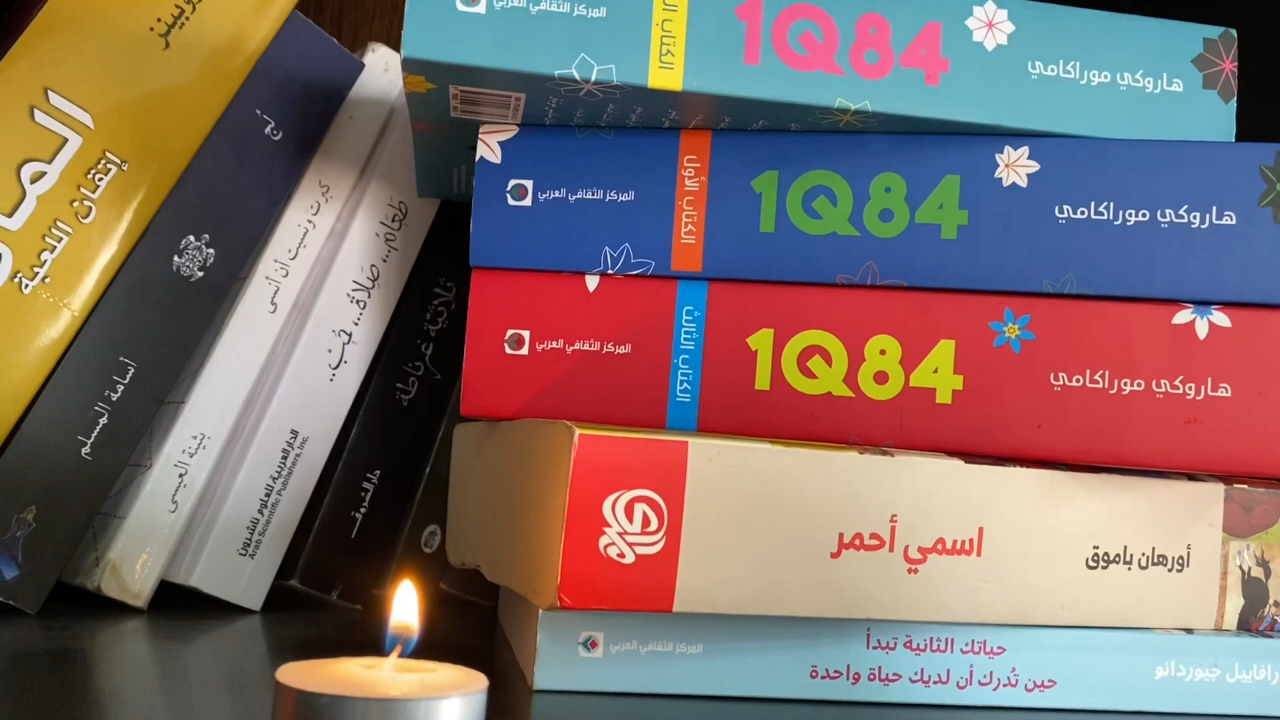 المركز الثقافي العربي
الكتاب
1Q84
هاروكي موراكامي
المركز الثقافي العربي
الكتاب الأول
1Q84
هاروكي موراكامي
المركز الثقافي العربي
الكتاب الثالث
1Q84
هاروكي موراكامي
اسمي أحمر
أورهان باموق
المركز الثقافي العربي
حياتك الثانية تبدأ
حين تُدرك أن لديك حياة واحدة
رافاييل جيوردانو
إتقان اللعبة
لُج
أسامة المسلم
كبرت ونسيت أن أنسى
بثينة العيسى
طعامٌ... صلاةٌ... حُبّ..
الدار العربية للعلوم ناشرون
Arab Scientific Publishers, Inc.
ثلاثية غرناطة
دار الشروق